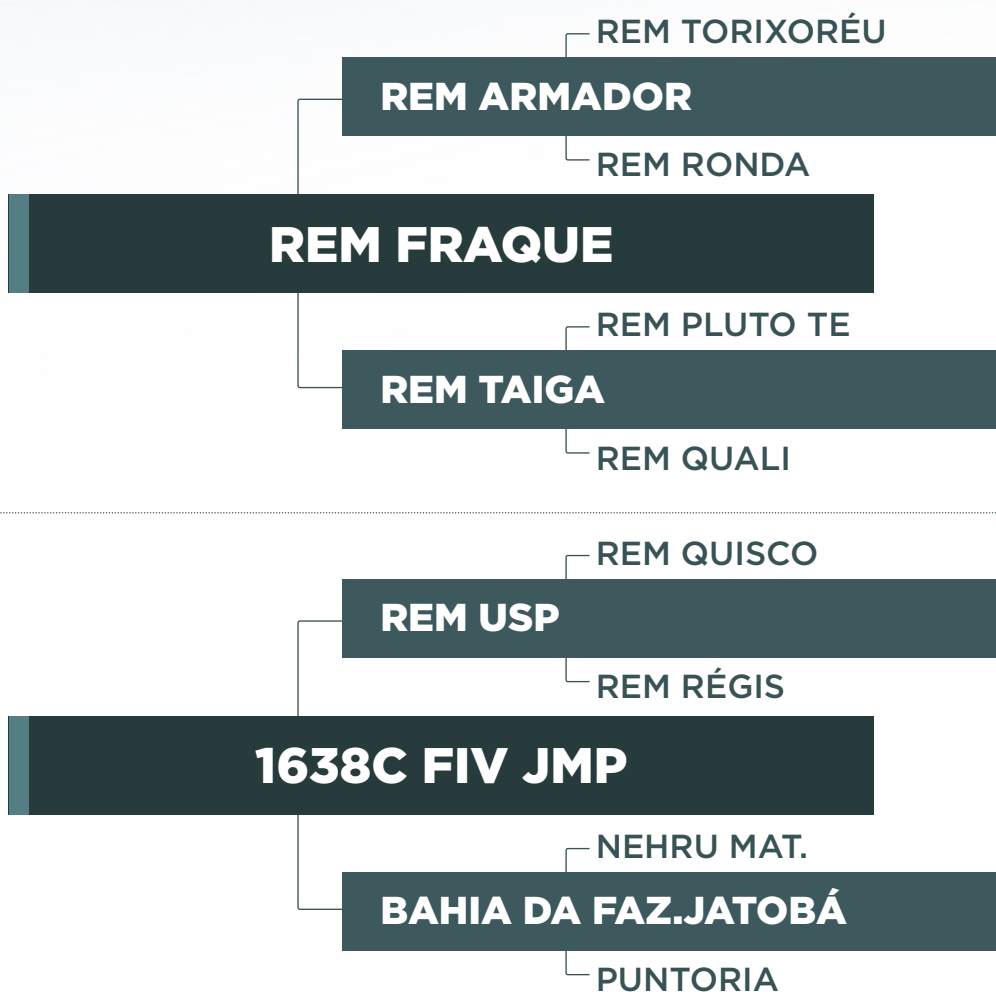 REM TORIXORÉU
REM ARMADOR
REM RONDA
REM FRAQUE
REM PLUTO TE
REM TAIGA
REM QUALI
REM QUISCO
REM USP
REM RÉGIS
1638C FIV JMP
NEHRU MAT.
BAHIA DA FAZ.JATOBÁ
PUNTORIA